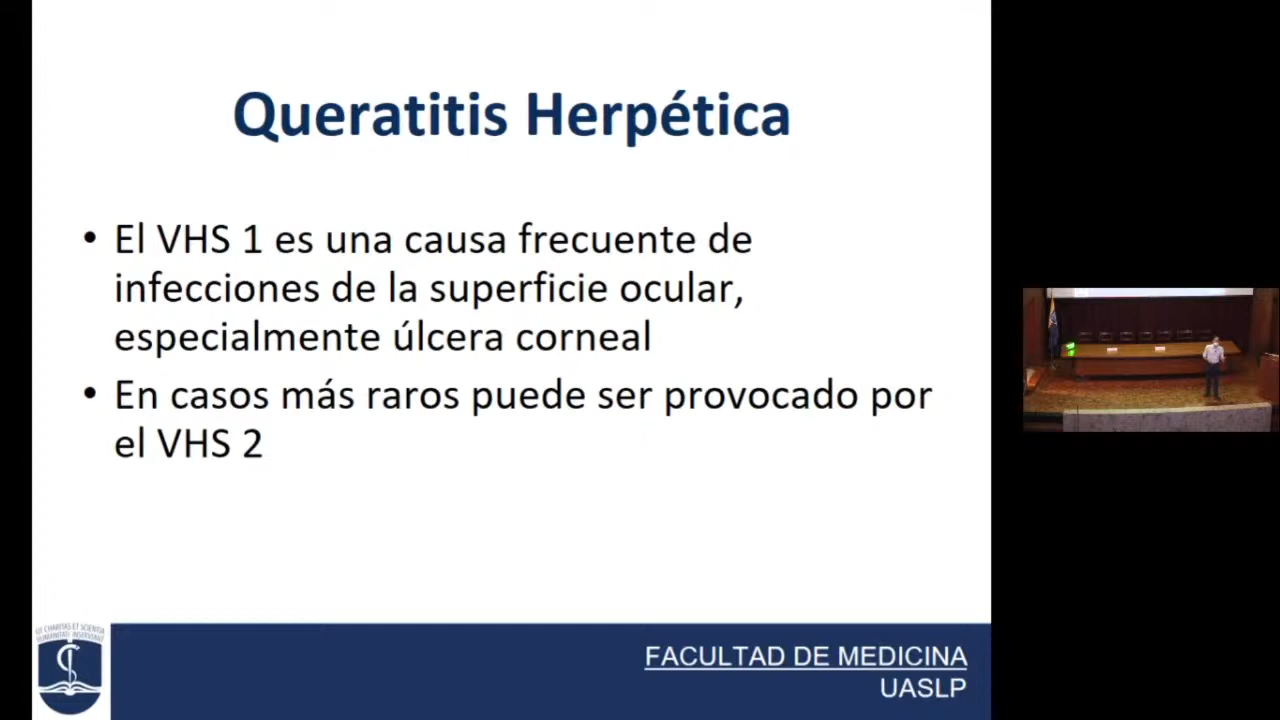 Queratitis Herpética
• El VHS 1 es una causa frecuente de
infecciones de la superficie ocular,
especialmente úlcera corneal
• En casos más raros puede ser provocado por
el VHS 2
FACULTAD DE MEDICINA
UASLP